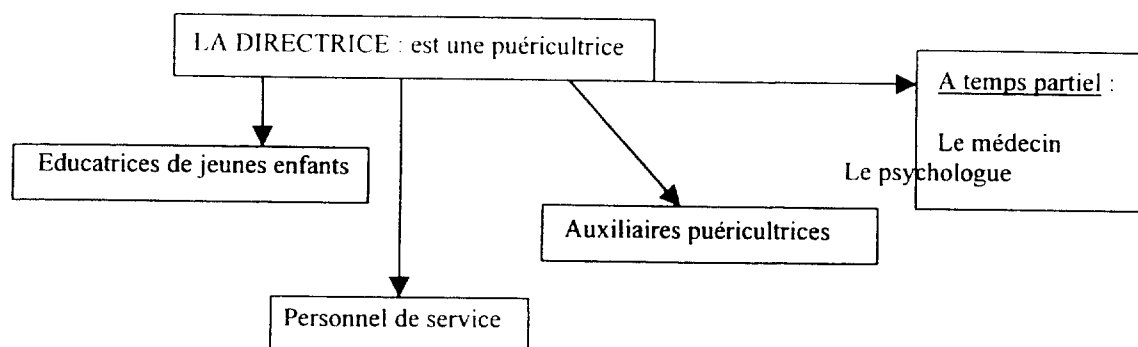 LA DIRECTRICE : est une puéricultrice
A temps partiel :
Le médecin
Le psychologue
Educatrices de jeunes enfants
Auxiliaires puéricultrices
Personnel de service